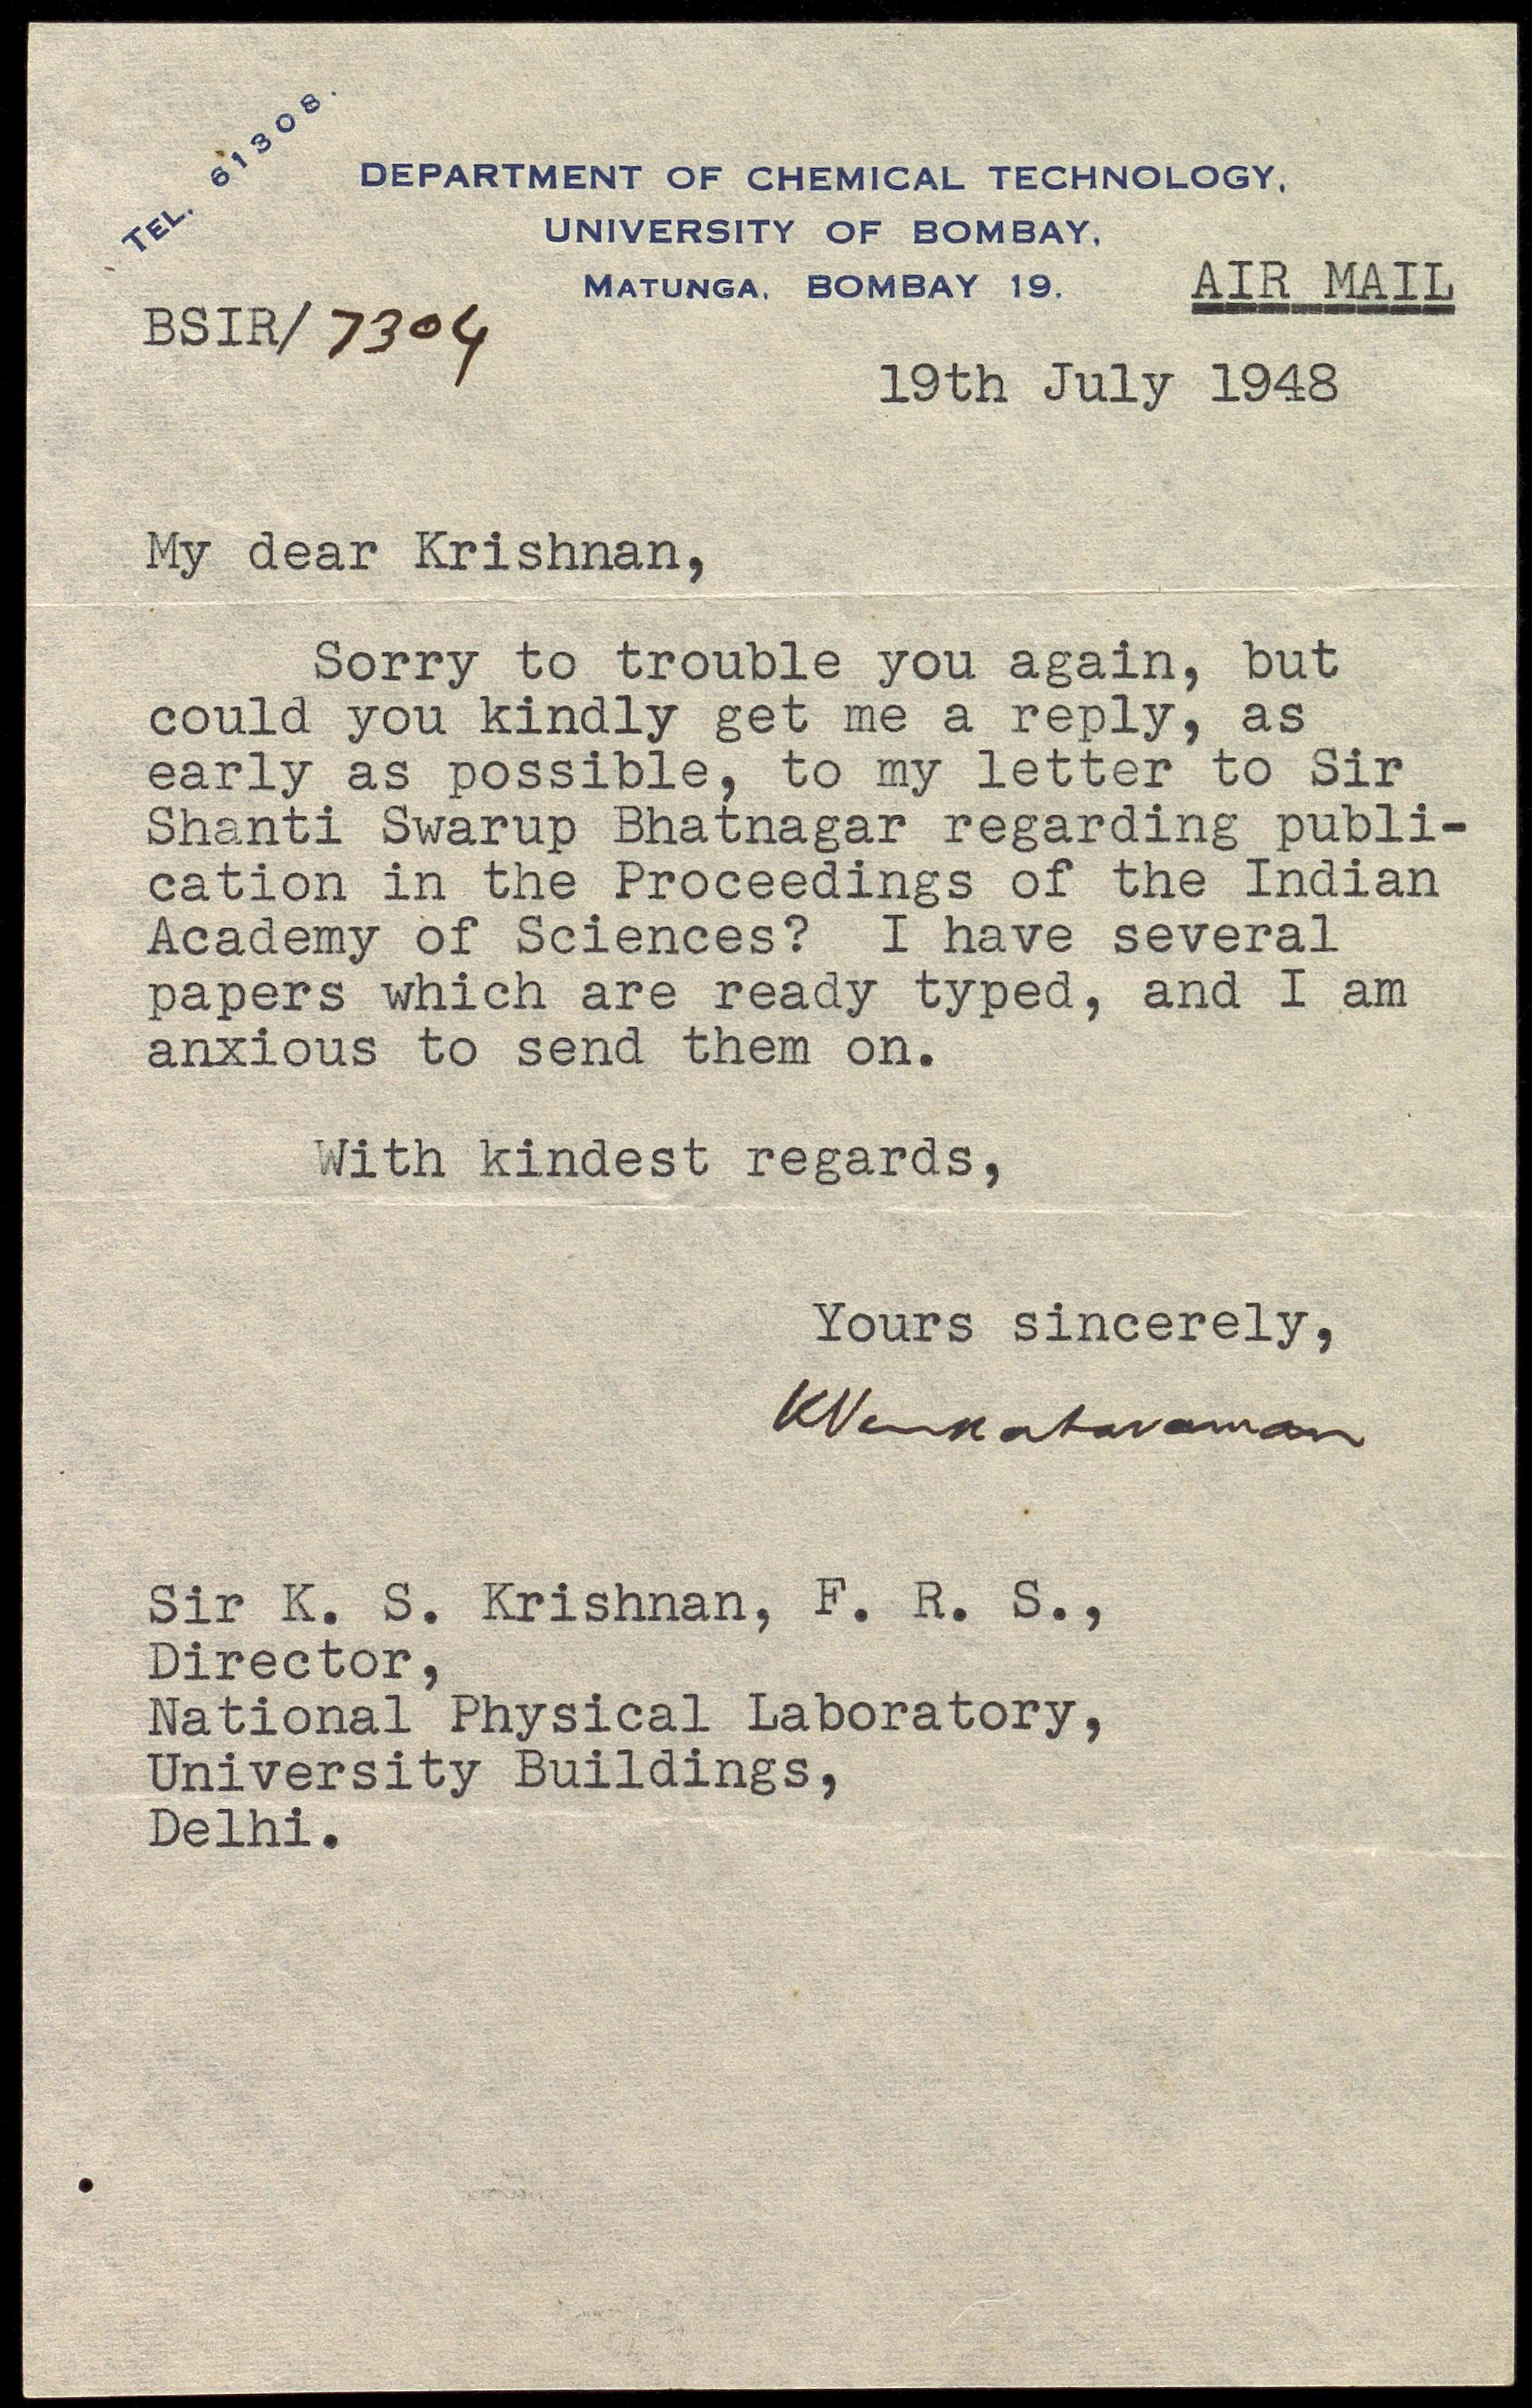 TEL. 61308.
DEPARTMENT OF CHEMICAL TECHNOLOGY,
UNIVERSITY OF BOMBAY,
MATUNGA, BOMBAY 19.
AIR MAIL
BSIR/7304
19th July 1948
My dear Krishnan,
Sorry to trouble you again, but
could you kindly get me a reply, as
early as possible, to my letter to Sir
Shanti Swarup Bhatnagar regarding publi-
cation in the Proceedings of the Indian
Academy of Sciences? I have several
papers which are ready typed, and I am
anxious to send them on.
With kindest regards,
Yours sincerely,
KVenkataraman
Sir K. S. Krishnan, F. R. S.,
Director,
National Physical Laboratory,
University Buildings,
Delhi.